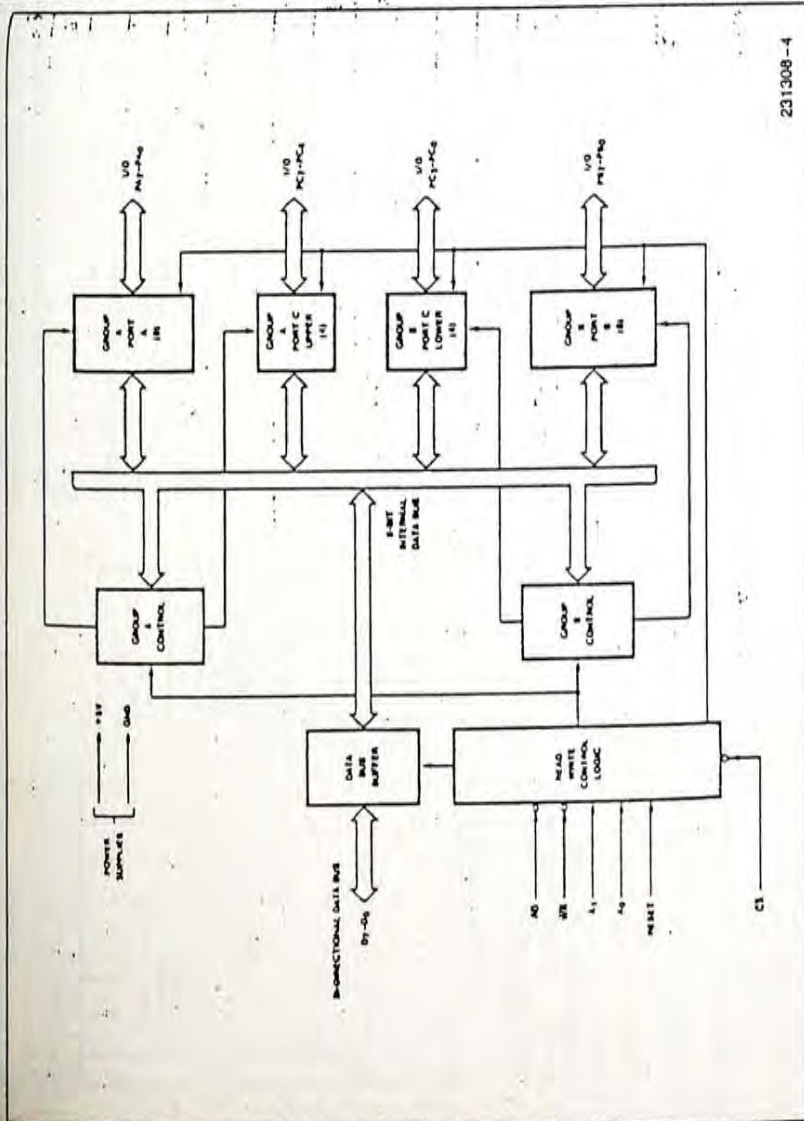 231308-4
POWER
SUPPLIES
+5V
GND
GROUP
A
CONTROL
GROUP
A
PORT
A
(8)
I/O
PA7-PA0
GROUP
A
PORT C
UPPER
(4)
I/O
PC7-PC4
BI-DIRECTIONAL DATA BUS
D7-D0
DATA
BUS
BUFFER
8-BIT
INTERNAL
DATA BUS
GROUP
B
PORT C
LOWER
(4)
I/O
PC3-PC0
RD
WR
A1
A0
RESET
CS
READ
WRITE
CONTROL
LOGIC
GROUP
B
CONTROL
GROUP
B
PORT
B
(8)
I/O
PB7-PB0